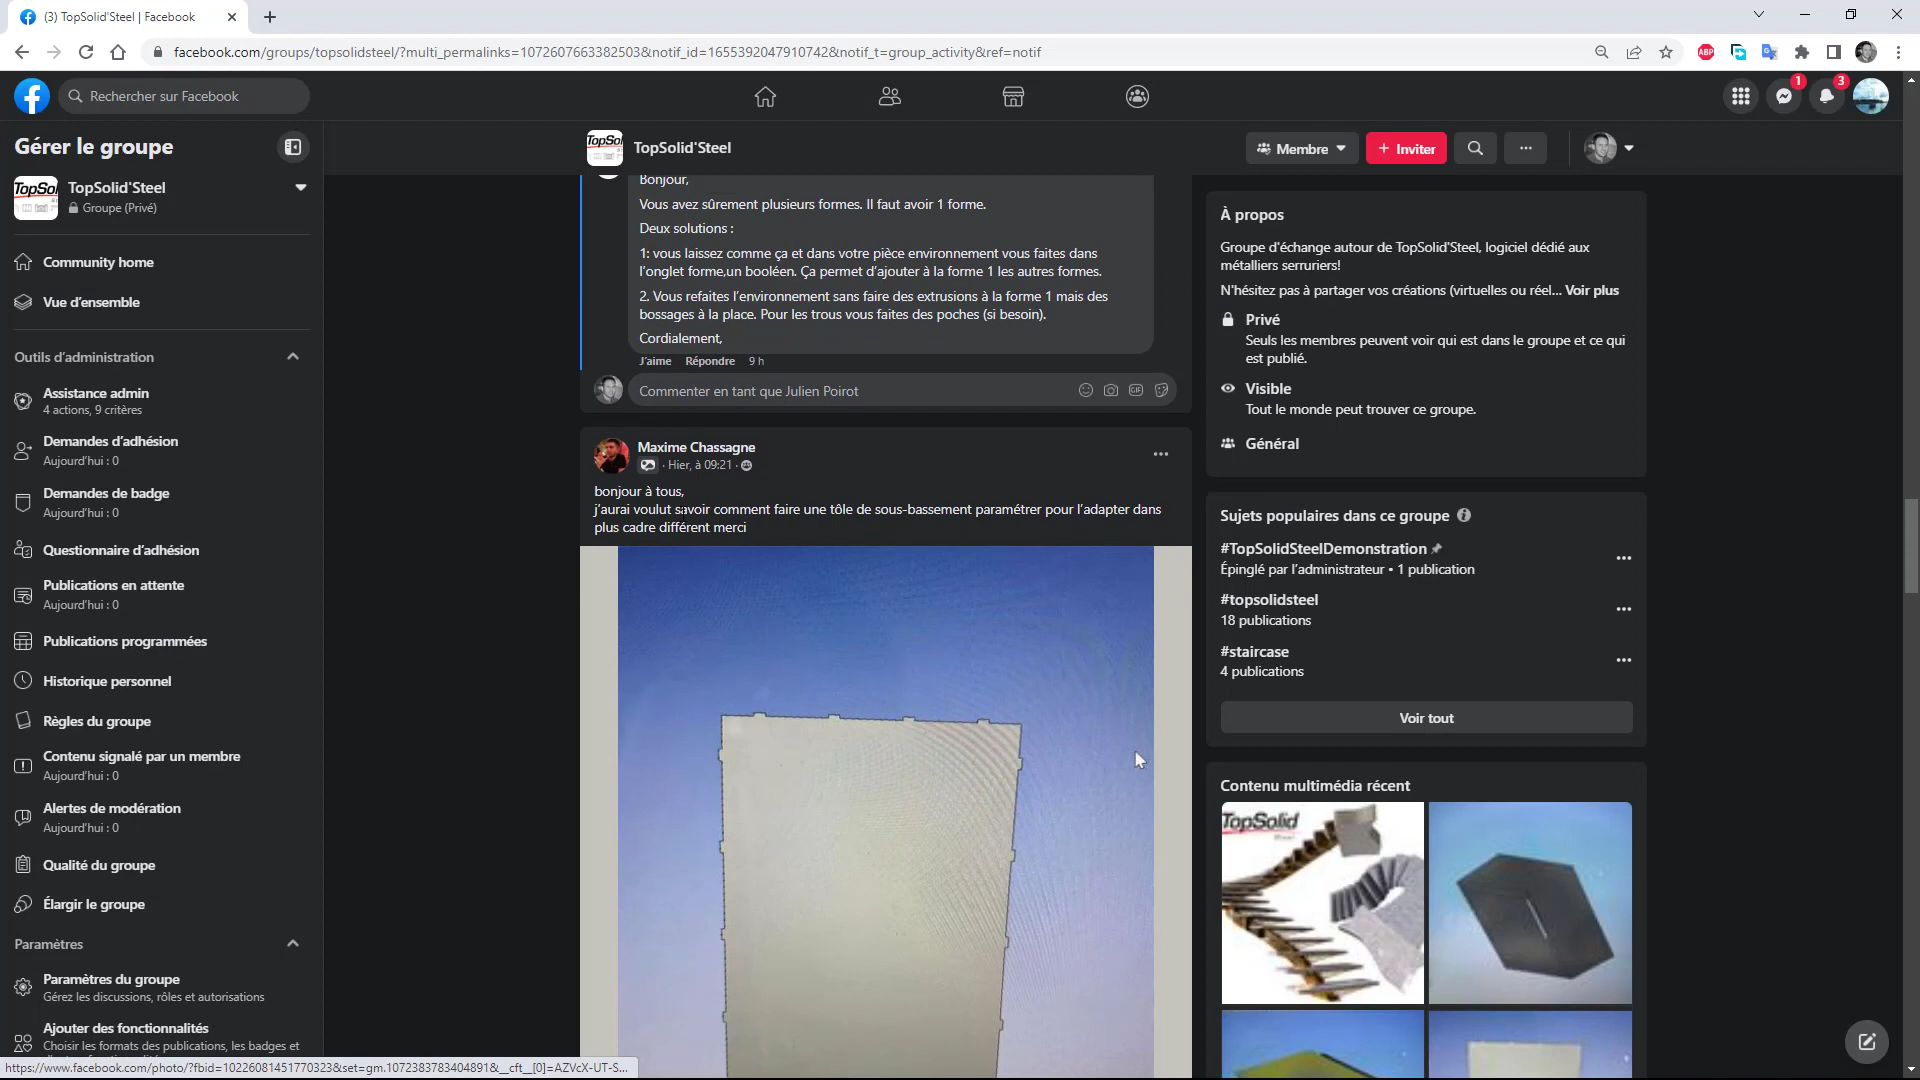 (3) TopSolid'Steel | Facebook
facebook.com/groups/topsolidsteel/?multi_permalinks=1072607663382503&notif_id=1655392047910742&notif_t=group_activity&ref=notif
ABP
Rechercher sur Facebook
1
3
Gérer le groupe
TopSolid'Steel
Groupe (Privé)
Community home
Vue d'ensemble
Outils d'administration
Assistance admin
4 actions, 9 critères
Demandes d'adhésion
Aujourd'hui : 0
Demandes de badge
Aujourd'hui : 0
Questionnaire d'adhésion
Publications en attente
Aujourd'hui : 0
Publications programmées
Historique personnel
Règles du groupe
Contenu signalé par un membre
Aujourd'hui : 0
Alertes de modération
Aujourd'hui : 0
Qualité du groupe
Élargir le groupe
Paramètres
Paramètres du groupe
Gérez les discussions, rôles et autorisations
Ajouter des fonctionnalités
Choisir les formats des publications, les badges et
https://www.facebook.com/photo/?fbid=10226081451770323&set=gm.1072383783404891&__cft__[0]=AZVcX-UT-S...
TopSol
TopSolid'Steel
Membre
+ Inviter
Bonjour,
Vous avez sûrement plusieurs formes. Il faut avoir 1 forme.
Deux solutions :
1: vous laissez comme ça et dans votre pièce environnement vous faites dans
l'onglet forme,un booléen. Ça permet d'ajouter à la forme 1 les autres formes.
2. Vous refaites l'environnement sans faire des extrusions à la forme 1 mais des
bossages à la place. Pour les trous vous faites des poches (si besoin).
Cordialement,
J'aime Répondre 9 h
Commenter en tant que Julien Poirot
GIF
Maxime Chassagne
· Hier, à 09:21 ·
bonjour à tous,
j'aurai voulut savoir comment faire une tôle de sous-bassement paramétrer pour l'adapter dans
plus cadre différent merci
À propos
Groupe d'échange autour de TopSolid'Steel, logiciel dédié aux
métalliers serruriers!
N'hésitez pas à partager vos créations (virtuelles ou réel... Voir plus
Privé
Seuls les membres peuvent voir qui est dans le groupe et ce qui
est publié.
Visible
Tout le monde peut trouver ce groupe.
Général
Sujets populaires dans ce groupe
#TopSolidSteelDemonstration
Épinglé par l'administrateur • 1 publication
#topsolidsteel
18 publications
#staircase
4 publications
Voir tout
Contenu multimédia récent
TopSolid